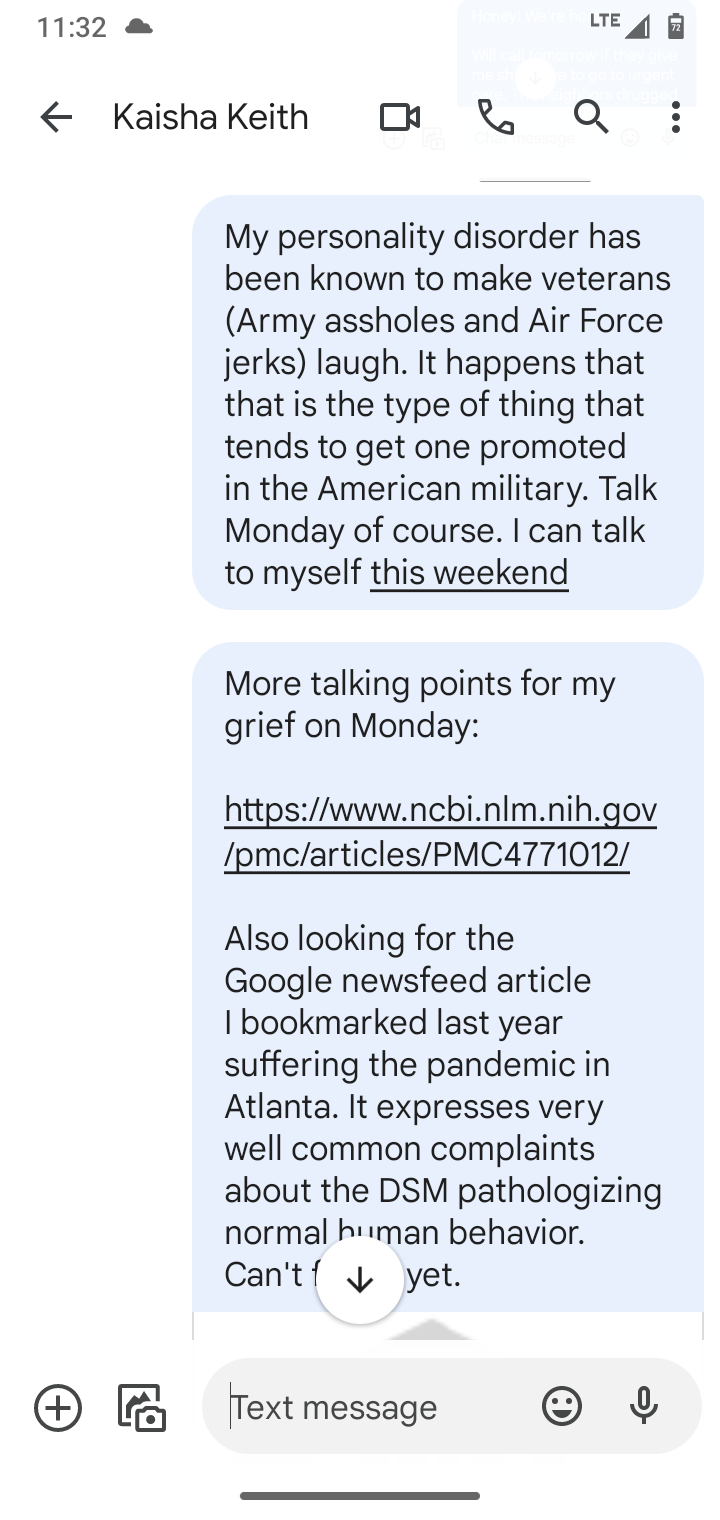 11:32
LTE
72
Kaisha Keith
My personality disorder has
been known to make veterans
(Army assholes and Air Force
jerks) laugh. It happens that
that is the type of thing that
tends to get one promoted
in the American military. Talk
Monday of course. I can talk
to myself this weekend
More talking points for my
grief on Monday:
https://www.ncbi.nlm.nih.gov
/pmc/articles/PMC4771012/
Also looking for the
Google newsfeed article
I bookmarked last year
suffering the pandemic in
Atlanta. It expresses very
well common complaints
about the DSM pathologizing
normal human behavior.
Can't yet.
Text message